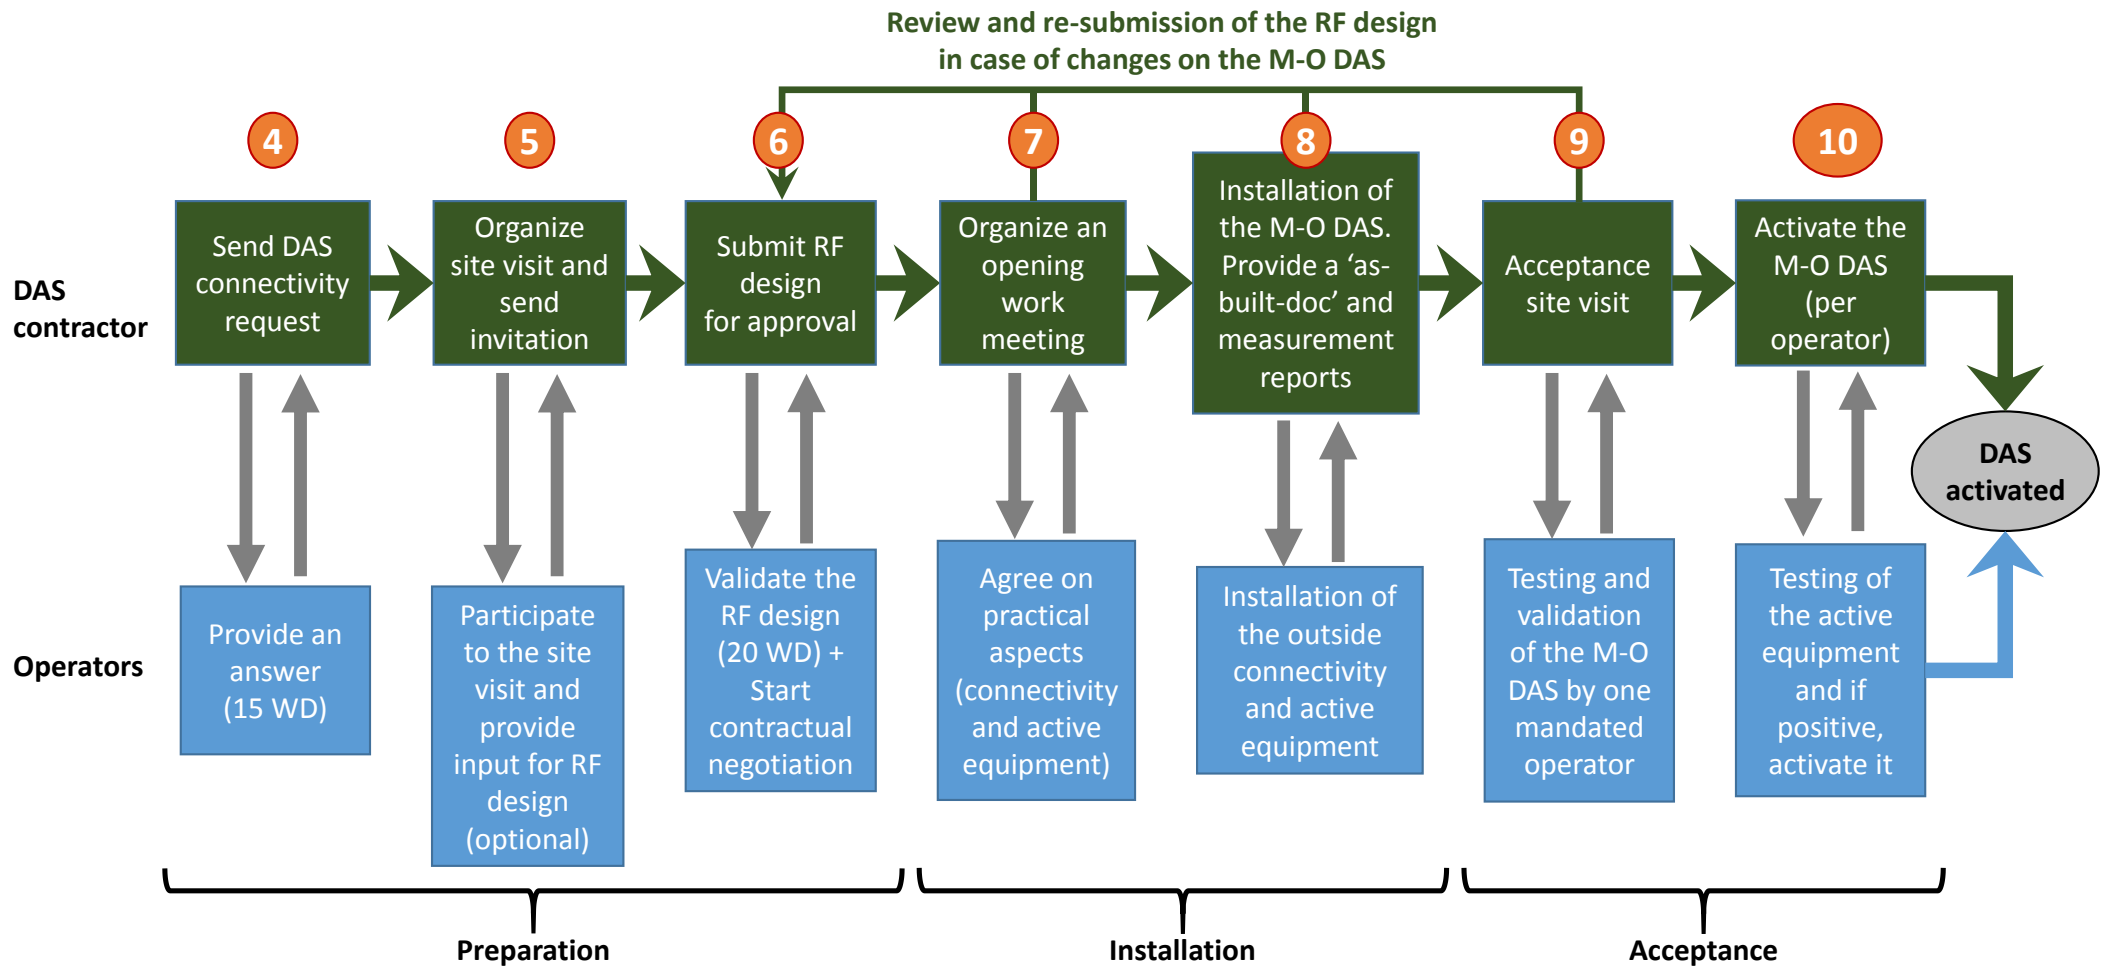 Review and re-submission of the RF design
in case of changes on the M-O DAS
4
5
6
7
8
9
10
DAS
contractor
Send DAS
connectivity
request
Organize
site visit and
send
invitation
Submit RF
design
for approval
Organize an
opening
work
meeting
Installation of
the M-O DAS.
Provide a ‘as-
built-doc’ and
measurement
reports
Acceptance
site visit
Activate the
M-O DAS
(per
operator)
DAS
activated
Operators
Provide an
answer
(15 WD)
Participate
to the site
visit and
provide
input for RF
design
(optional)
Validate the
RF design
(20 WD) +
Start
contractual
negotiation
Agree on
practical
aspects
(connectivity
and active
equipment)
Installation of
the outside
connectivity
and active
equipment
Testing and
validation
of the M-O
DAS by one
mandated
operator
Testing of
the active
equipment
and if
positive,
activate it
Preparation
Installation
Acceptance